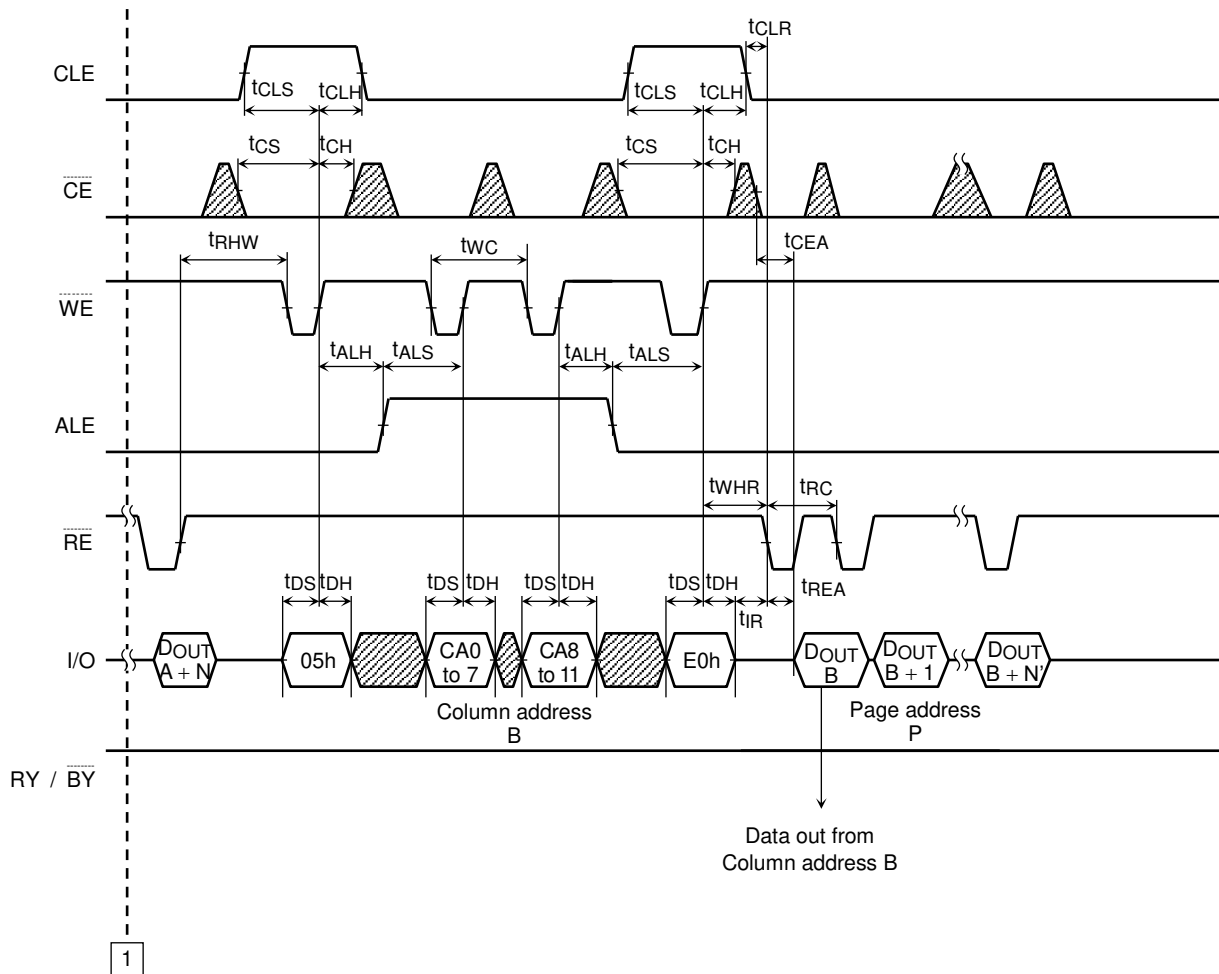 tCLR
CLE
tCLS tCLH tCLS tCLH
tCS tCH tCS tCH
CE
tRHW tWC tCEA
WE
tALH tALS tALH tALS
ALE
tWHR tRC
RE
tDS tDH tDS tDH tDS tDH tDS tDH tREA
tIR
I/O
DOUT
A + N
05h
CA0
to 7
CA8
to 11
E0h
DOUT
B
DOUT
B + 1
DOUT
B + N'
Column address
B
Page address
P
RY / BY
Data out from
Column address B
1